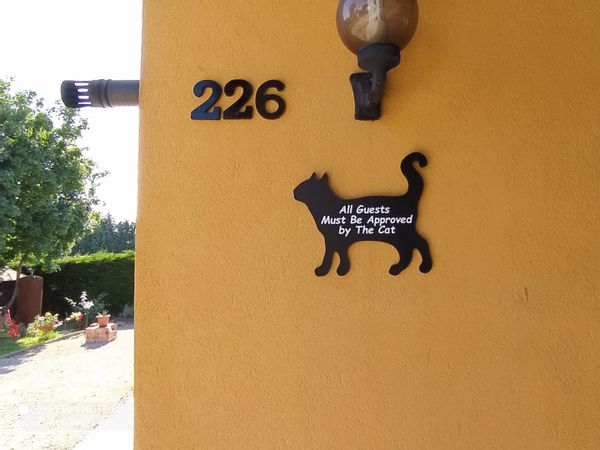 226
All Guests
Must Be Approved
by The Cat